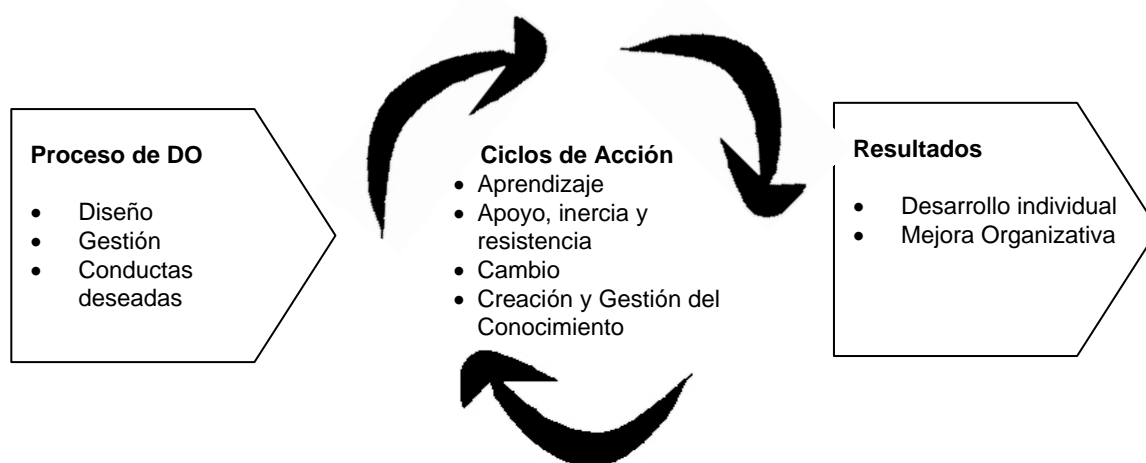 Proceso de DO
• Diseño
• Gestión
• Conductas
deseadas
Ciclos de Acción
• Aprendizaje
• Apoyo, inercia y
resistencia
• Cambio
• Creación y Gestión del
Conocimiento
Resultados
• Desarrollo individual
• Mejora Organizativa